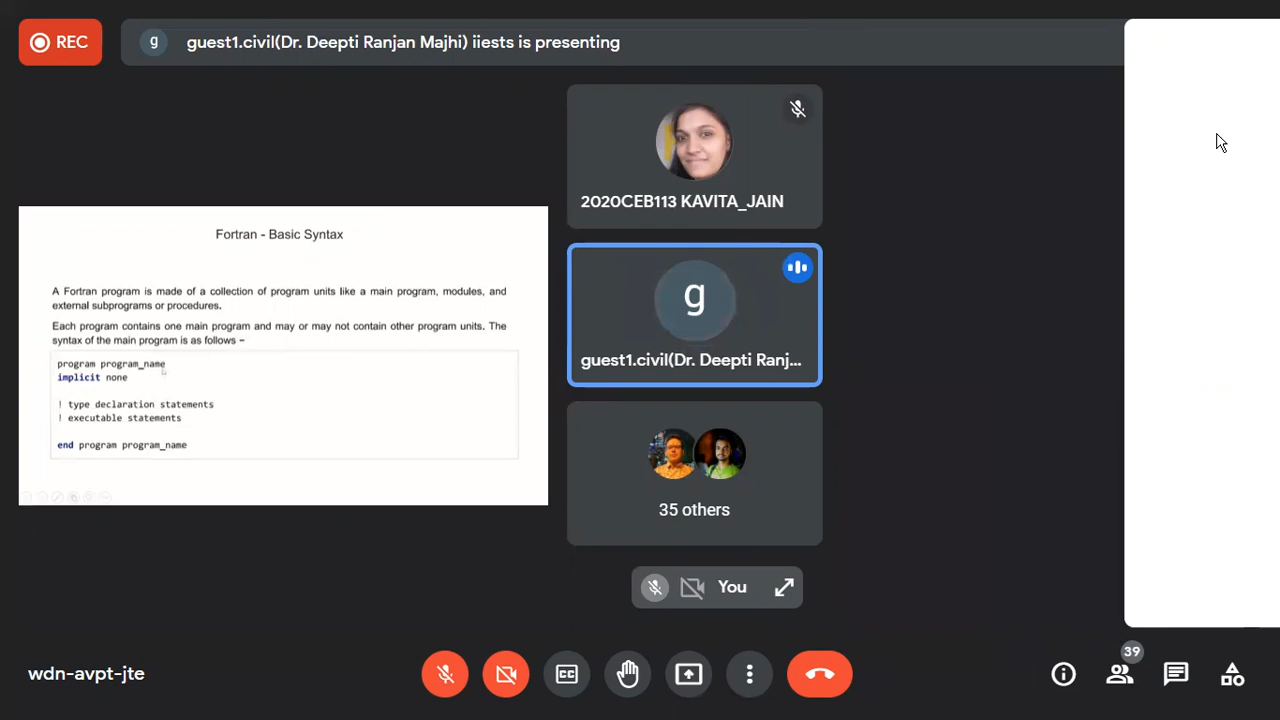 REC
g
guest1.civil(Dr. Deepti Ranjan Majhi) iiests is presenting
2020CEB113 KAVITA_JAIN
Fortran - Basic Syntax
A Fortran program is made of a collection of program units like a main program, modules, and
external subprograms or procedures.
Each program contains one main program and may or may not contain other program units. The
syntax of the main program is as follows –
program program_name
implicit none
! type declaration statements
! executable statements
end program program_name
g
guest1.civil(Dr. Deepti Ranj...
35 others
You
wdn-avpt-jte
CC
39